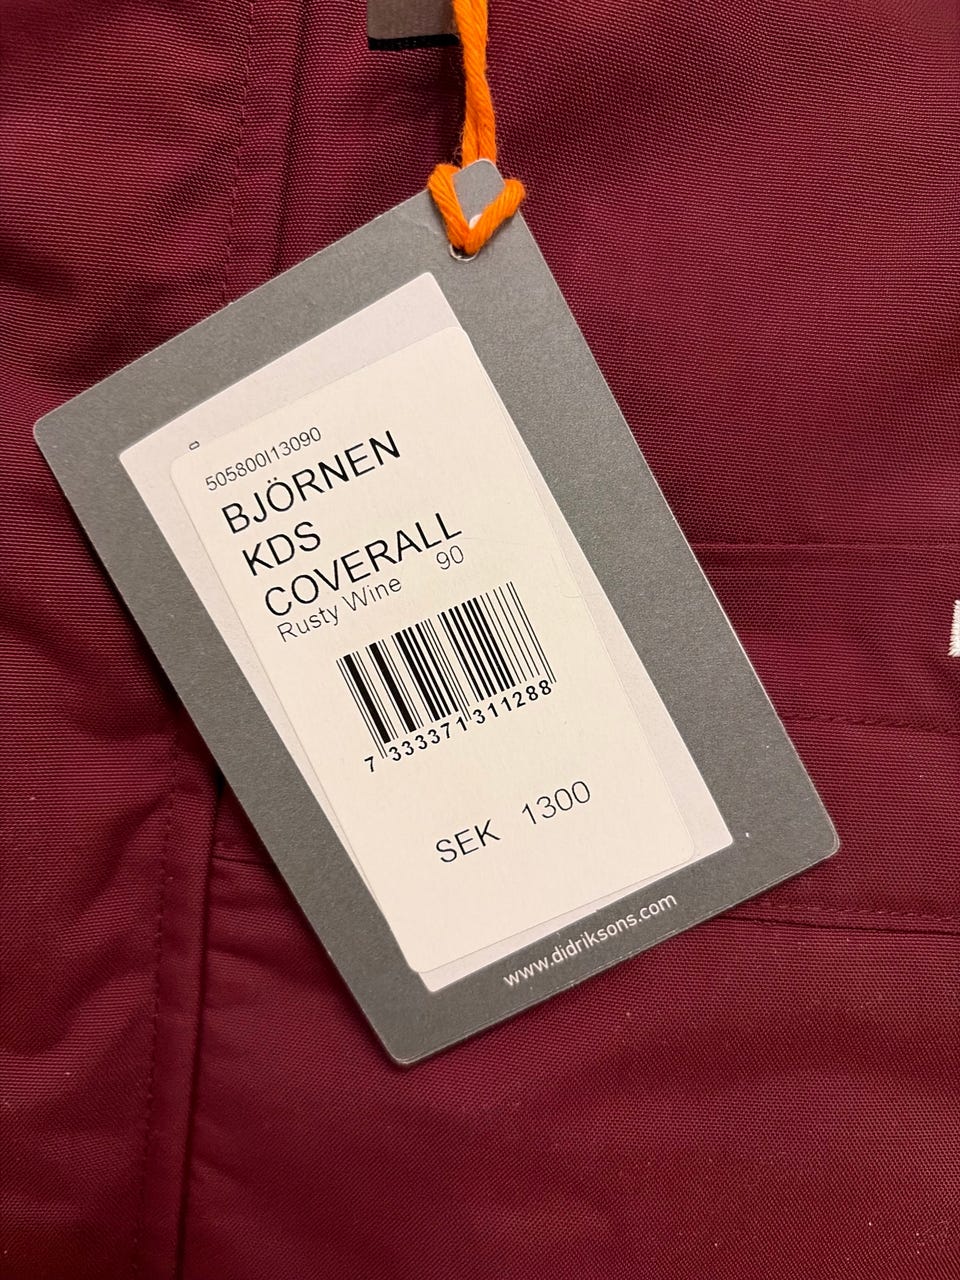 505800I13090
BJÖRNEN
KDS
COVERALL
Rusty Wine 90
7 333371 311288
SEK 1300
www.didriksons.com